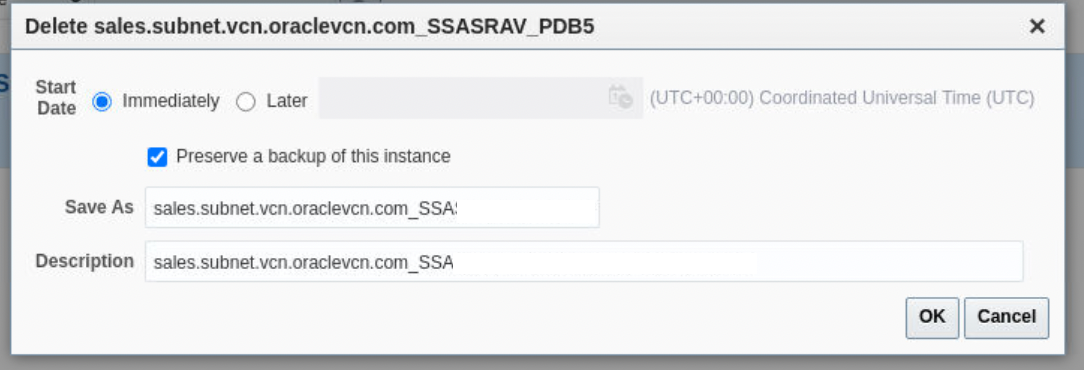 Delete sales.subnet.vcn.oraclevcn.com_SSASRAV_PDB5
Start Date Immediately Later (UTC+00:00) Coordinated Universal Time (UTC)
Preserve a backup of this instance
Save As sales.subnet.vcn.oraclevcn.com_SSA
Description sales.subnet.vcn.oraclevcn.com_SSA
OK Cancel